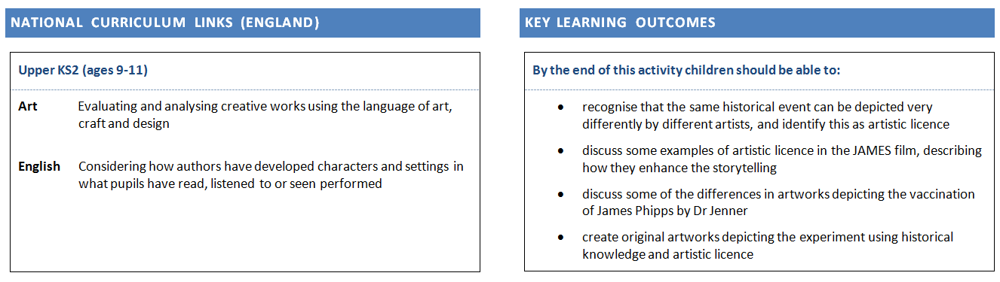 NATIONAL CURRICULUM LINKS (ENGLAND)
Upper KS2 (ages 9-11)
Art Evaluating and analysing creative works using the language of art,
craft and design
English Considering how authors have developed characters and settings in
what pupils have read, listened to or seen performed
KEY LEARNING OUTCOMES
By the end of this activity children should be able to:
• recognise that the same historical event can be depicted very
differently by different artists, and identify this as artistic licence
• discuss some examples of artistic licence in the JAMES film, describing
how they enhance the storytelling
• discuss some of the differences in artworks depicting the vaccination
of James Phipps by Dr Jenner
• create original artworks depicting the experiment using historical
knowledge and artistic licence